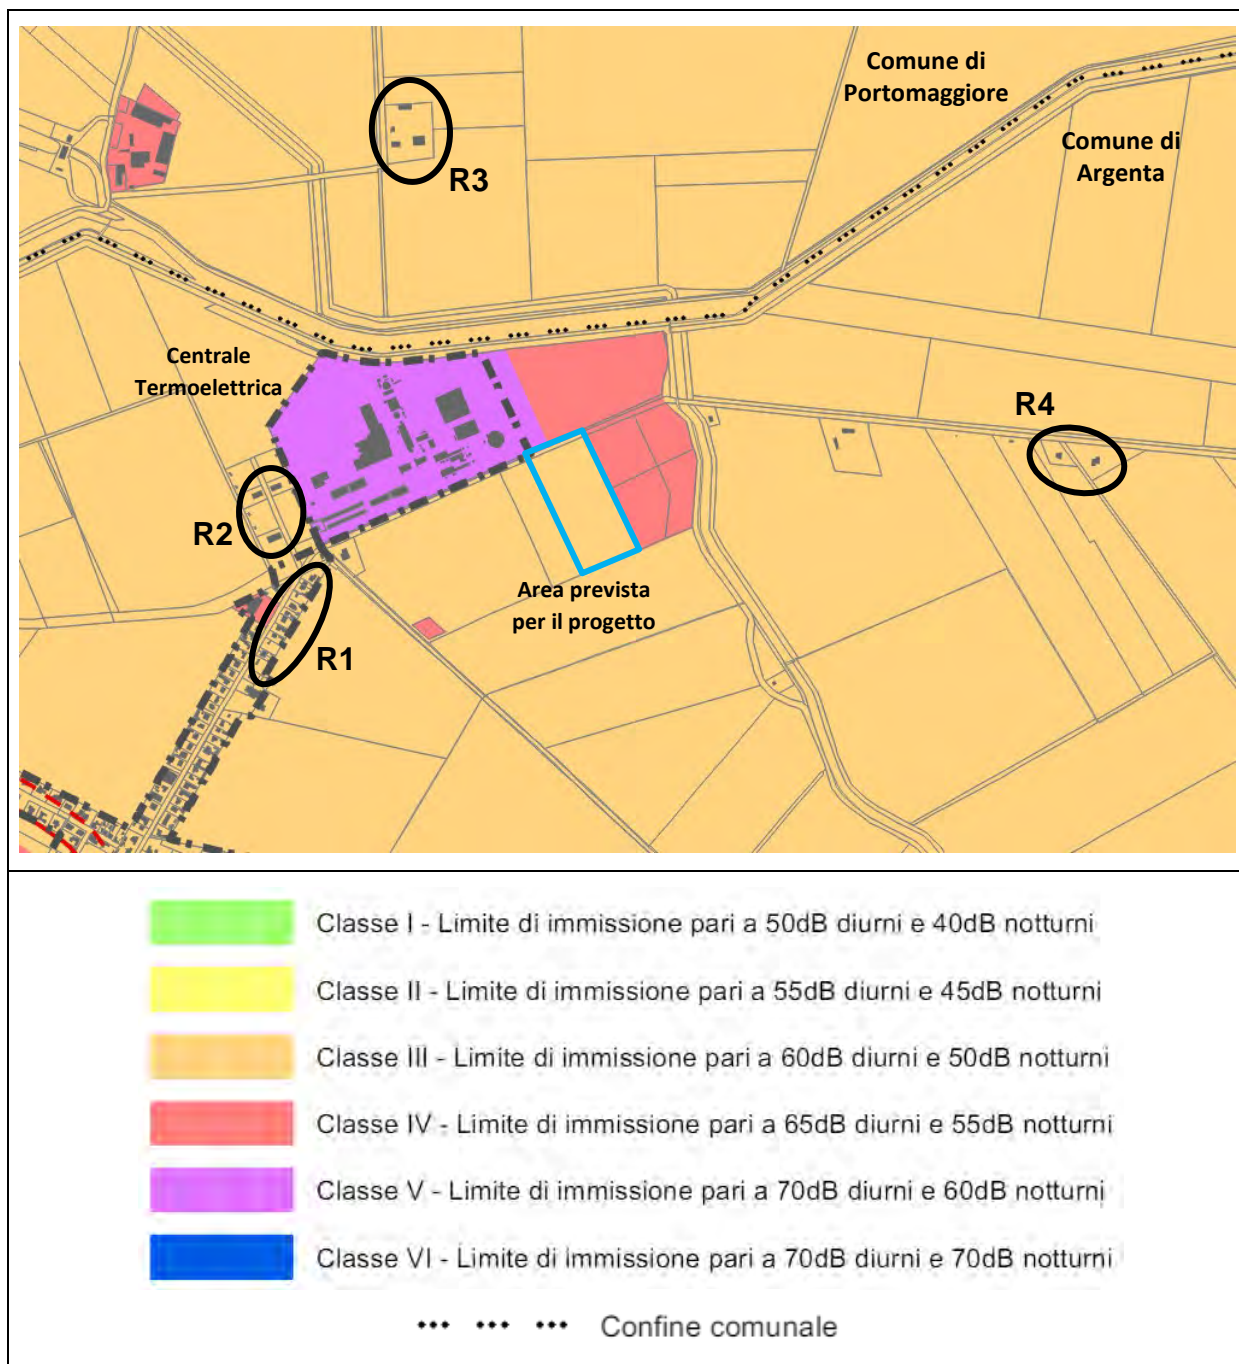 Comune di
Portomaggiore
Comune di
Argenta
R3
Centrale
Termoelettrica
R4
R2
Area prevista
per il progetto
R1
Classe I - Limite di immissione pari a 50dB diurni e 40dB notturni
Classe II - Limite di immissione pari a 55dB diurni e 45dB notturni
Classe III - Limite di immissione pari a 60dB diurni e 50dB notturni
Classe IV - Limite di immissione pari a 65dB diurni e 55dB notturni
Classe V - Limite di immissione pari a 70dB diurni e 60dB notturni
Classe VI - Limite di immissione pari a 70dB diurni e 70dB notturni
Confine comunale